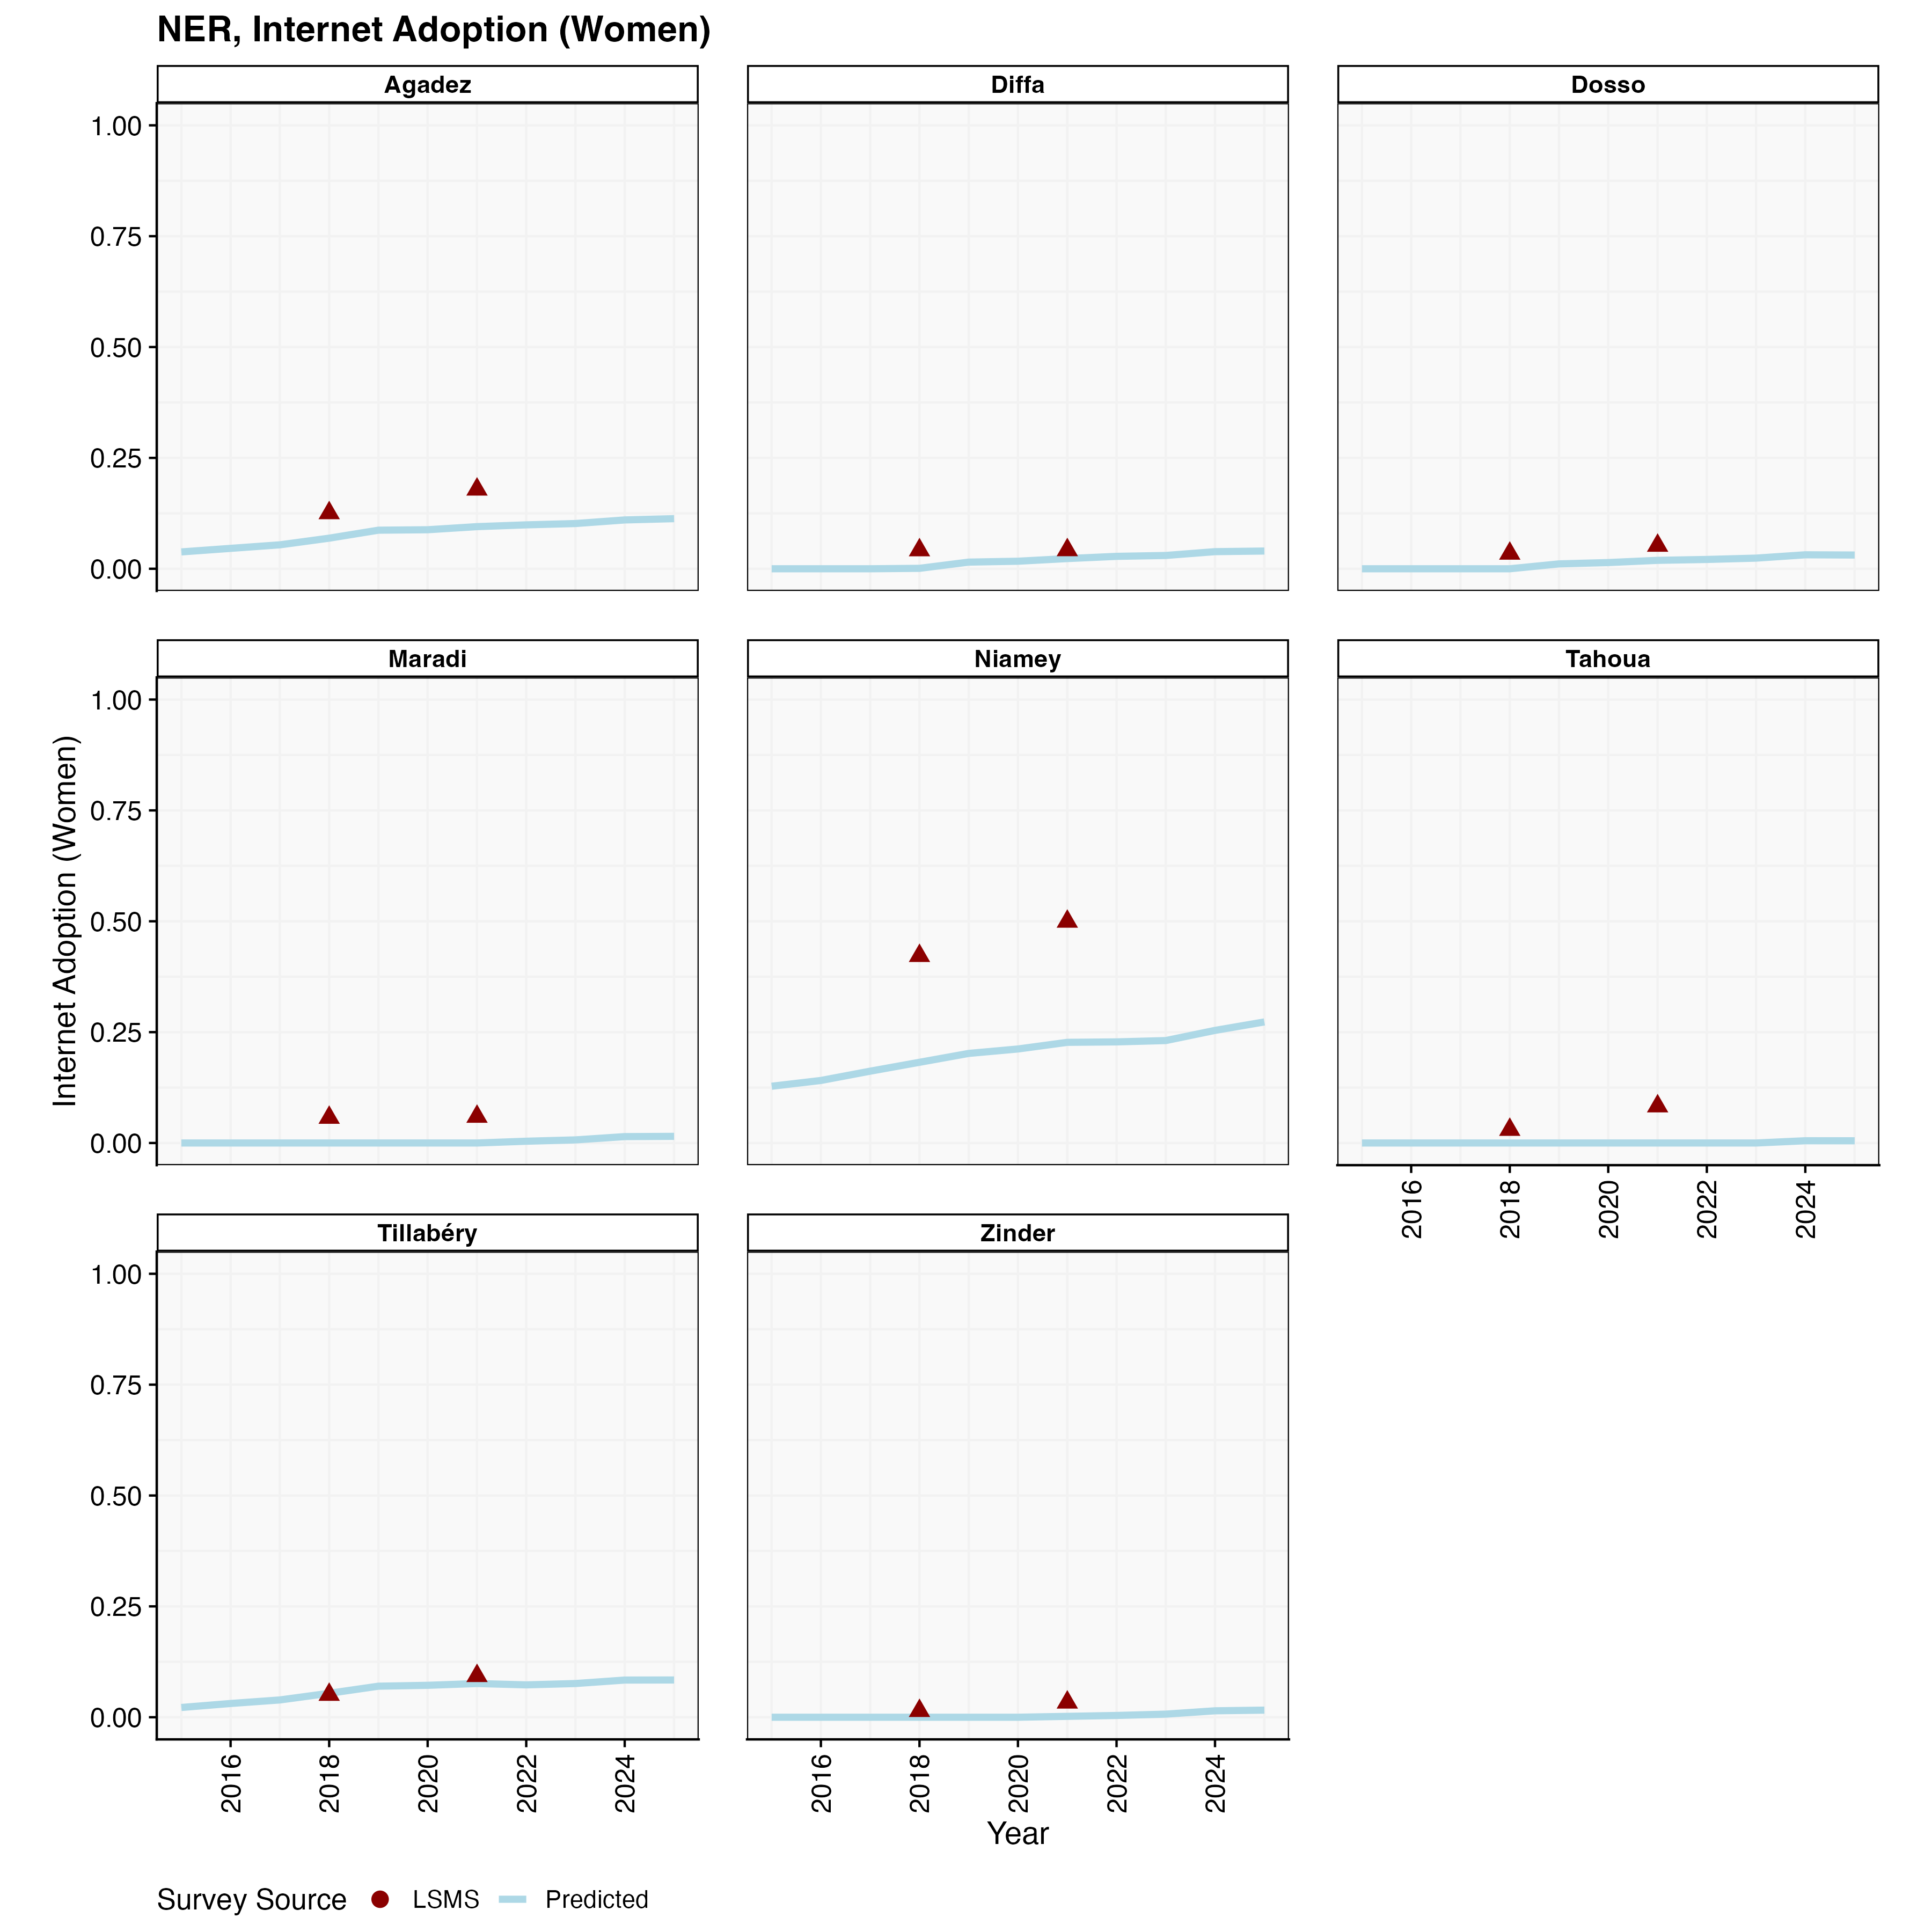 NER, Internet Adoption (Women)
Agadez
Diffa
Dosso
1.00
0.75
0.50
0.25
0.00
Maradi
Niamey
Tahoua
1.00
0.75
0.50
0.25
0.00
2016
2018
2020
2022
2024
Internet Adoption (Women)
Tillabéry
Zinder
1.00
0.75
0.50
0.25
0.00
2016
2018
2020
2022
2024
2016
2018
2020
2022
2024
Year
Survey Source LSMS Predicted